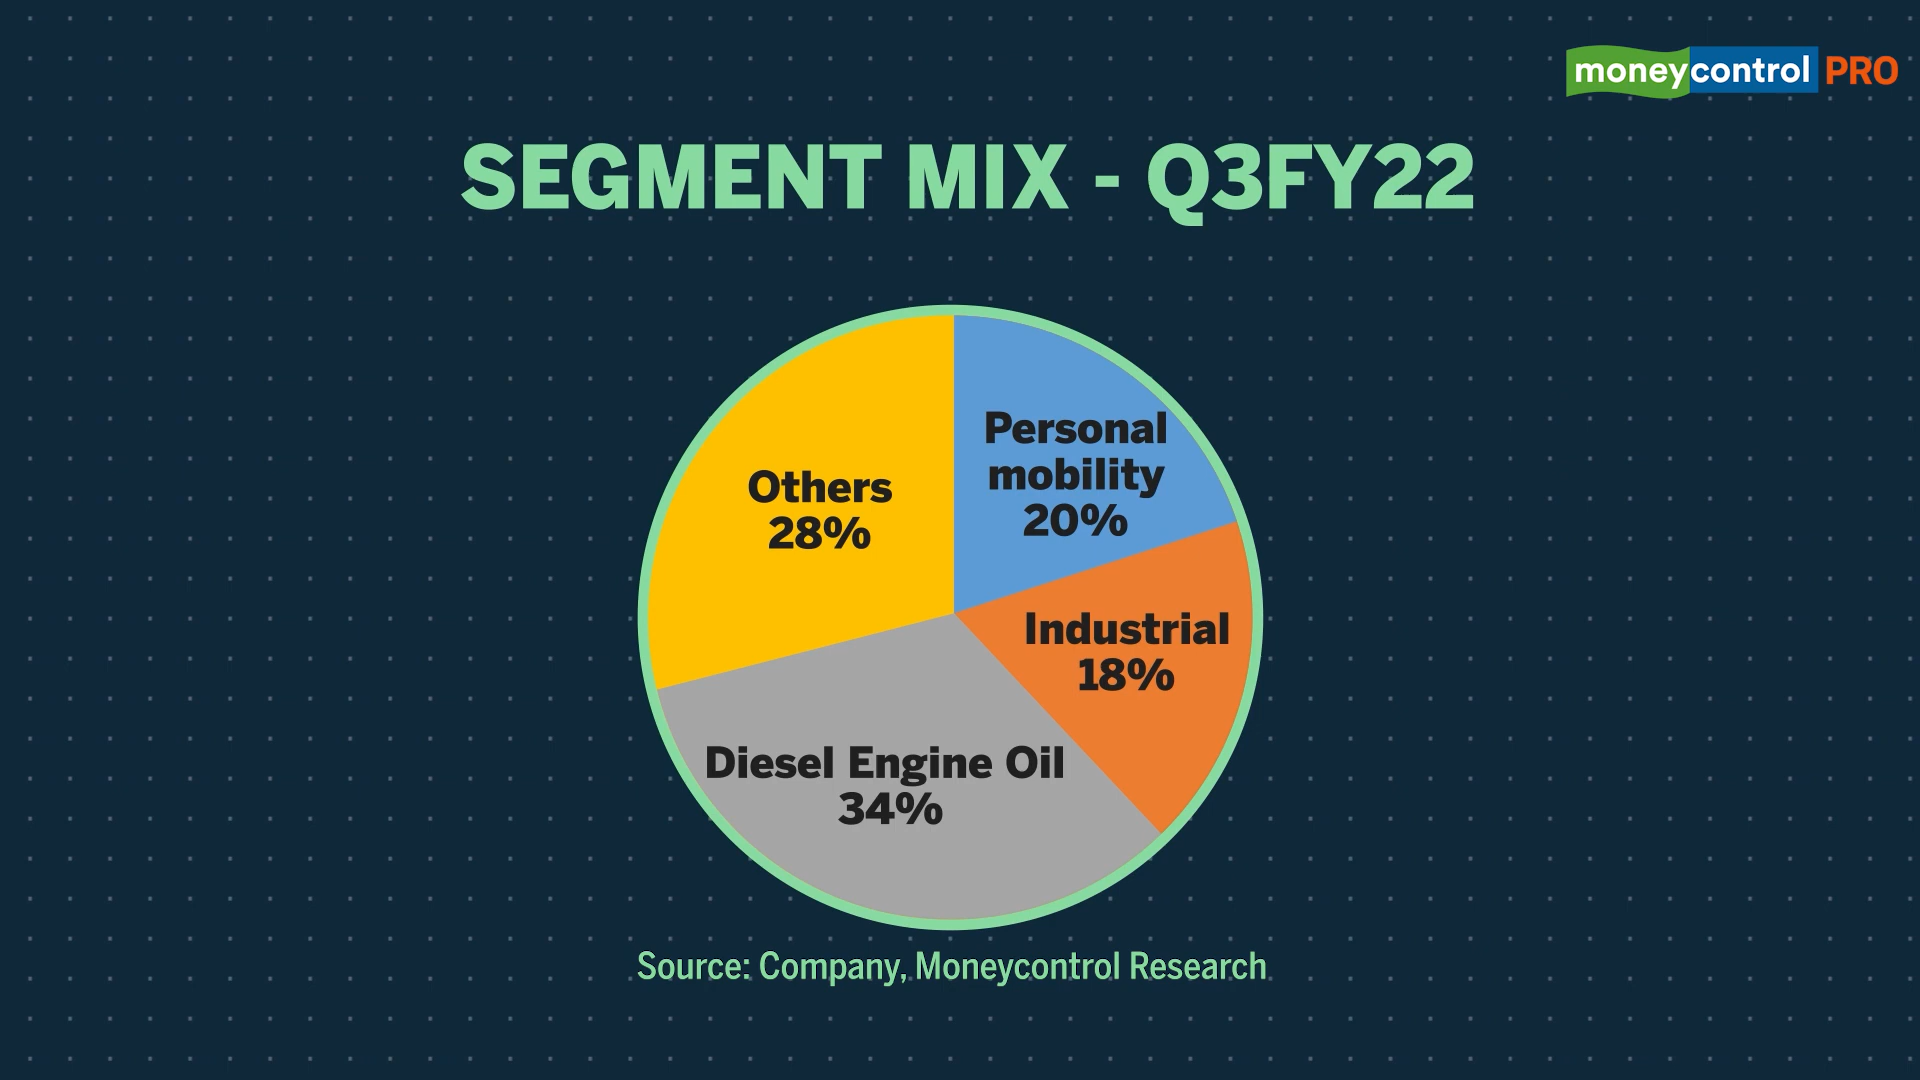 moneycontrol PRO
SEGMENT MIX - Q3FY22
Personal
mobility
20%
Others
28%
Industrial
18%
Diesel Engine Oil
34%
Source: Company, Moneycontrol Research